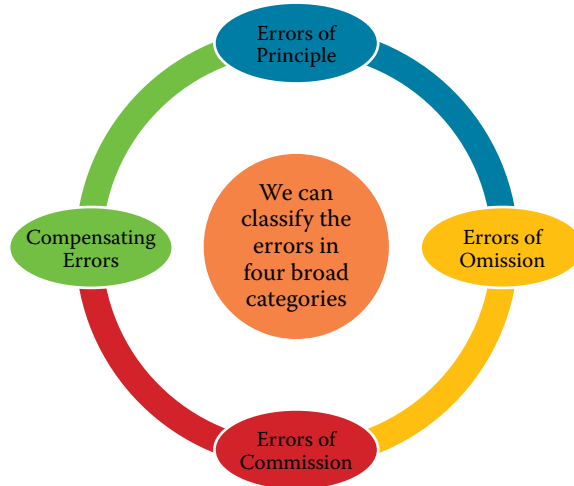 Errors of
Principle
We can
classify the
errors in
four broad
categories
Compensating
Errors
Errors of
Omission
Errors of
Commission